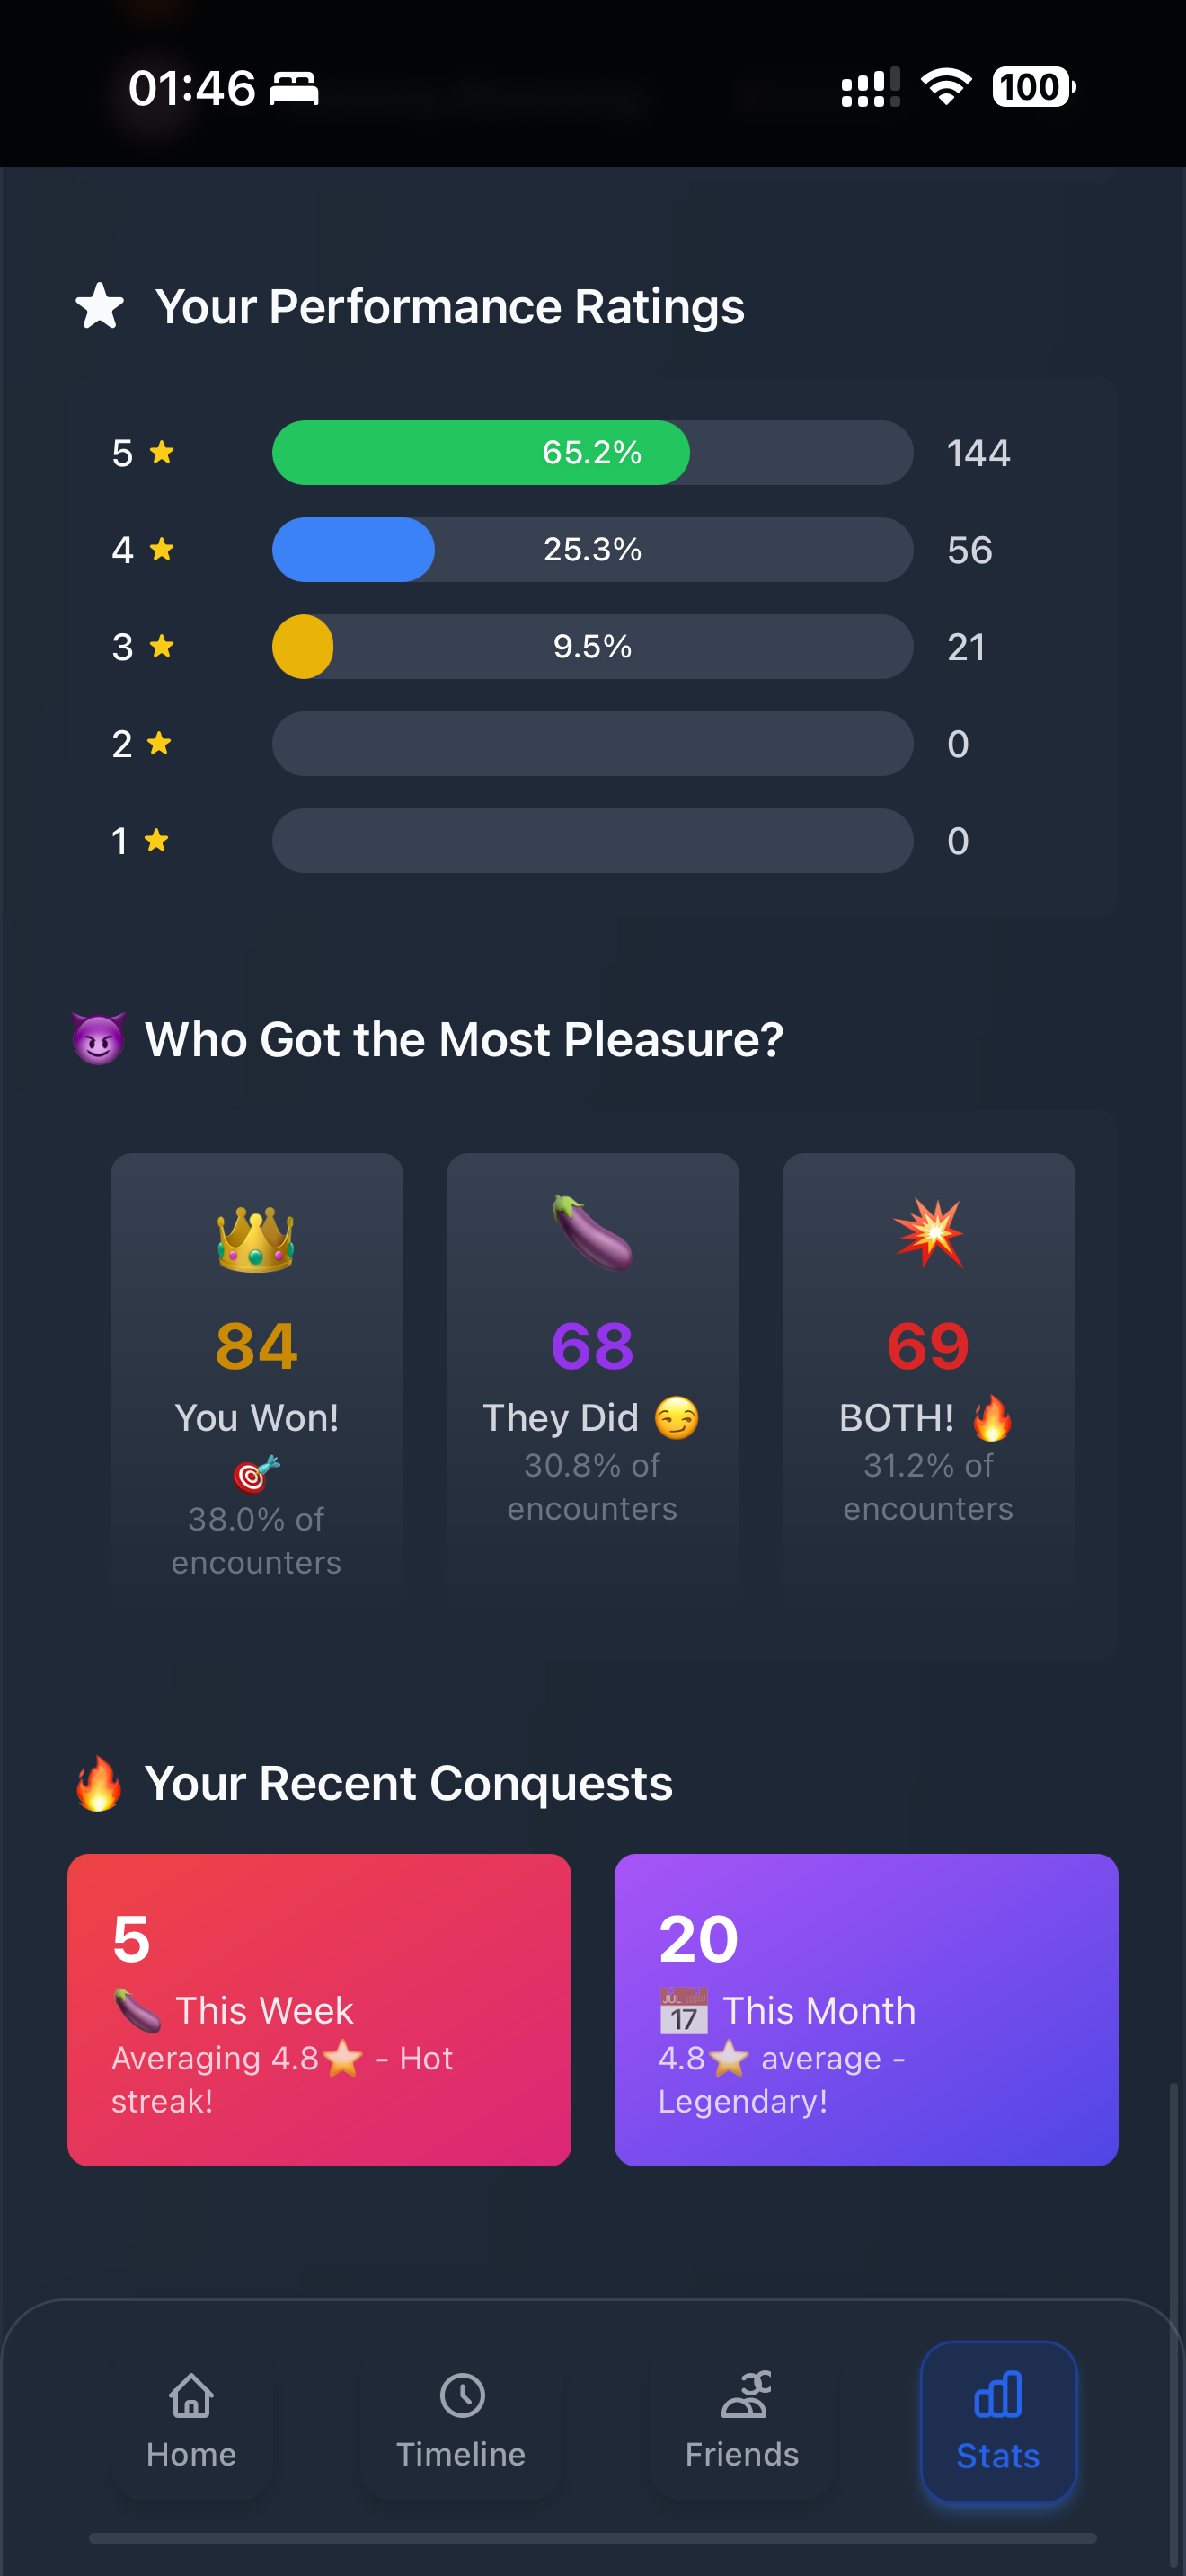 01:46
100
Your Performance Ratings
5 65.2% 144
4 25.3% 56
3 9.5% 21
2 0
1 0
Who Got the Most Pleasure?
84
You Won!
38.0% of
encounters
68
They Did
30.8% of
encounters
69
BOTH!
31.2% of
encounters
Your Recent Conquests
5
This Week
Averaging 4.8⭐ - Hot
streak!
20
JUL
17
This Month
4.8⭐ average -
Legendary!
Home
Timeline
Friends
Stats